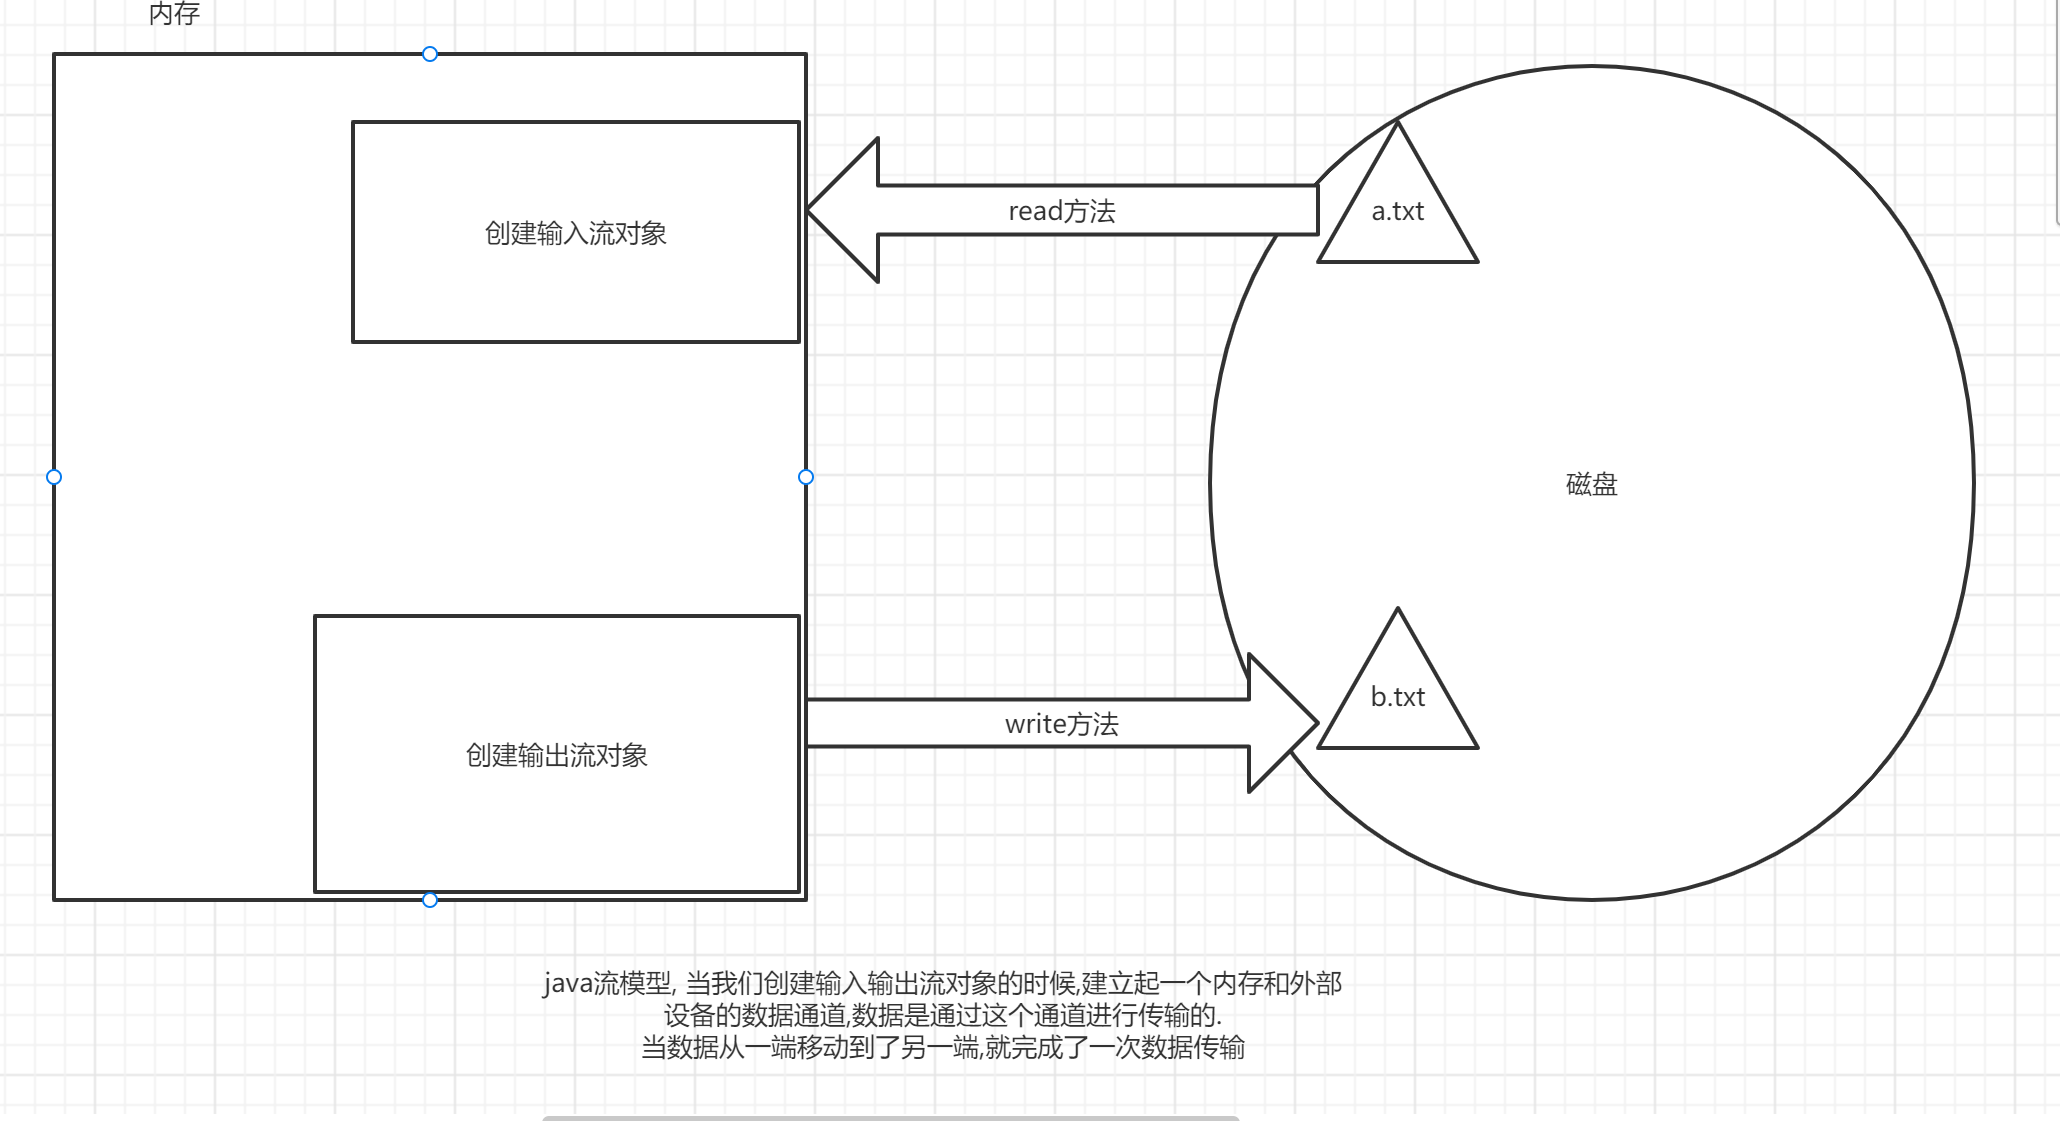 内存
创建输入流对象
read方法
a.txt
磁盘
创建输出流对象
write方法
b.txt
java流模型, 当我们创建输入输出流对象的时候,建立起一个内存和外部
设备的数据通道,数据是通过这个通道进行传输的.
当数据从一端移动到了另一端,就完成了一次数据传输